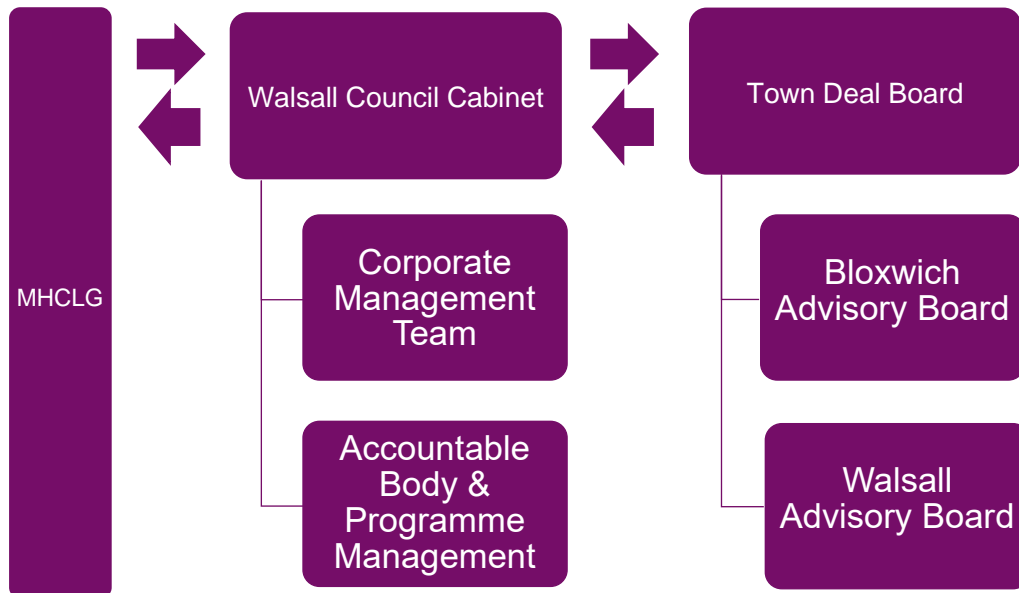 MHCLG
Walsall Council Cabinet
Corporate
Management
Team
Accountable
Body &
Programme
Management
Town Deal Board
Bloxwich
Advisory Board
Walsall
Advisory Board